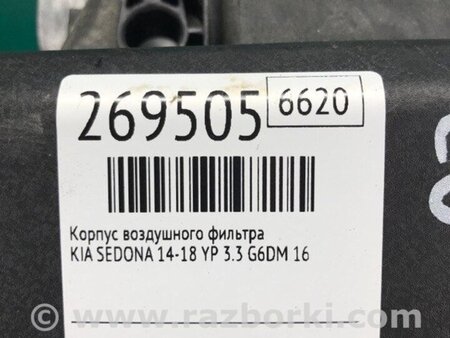 269505 6620
Корпус воздушного фильтра
KIA SEDONA 14-18 YP 3.3 G6DM 16
© www.razborki.com